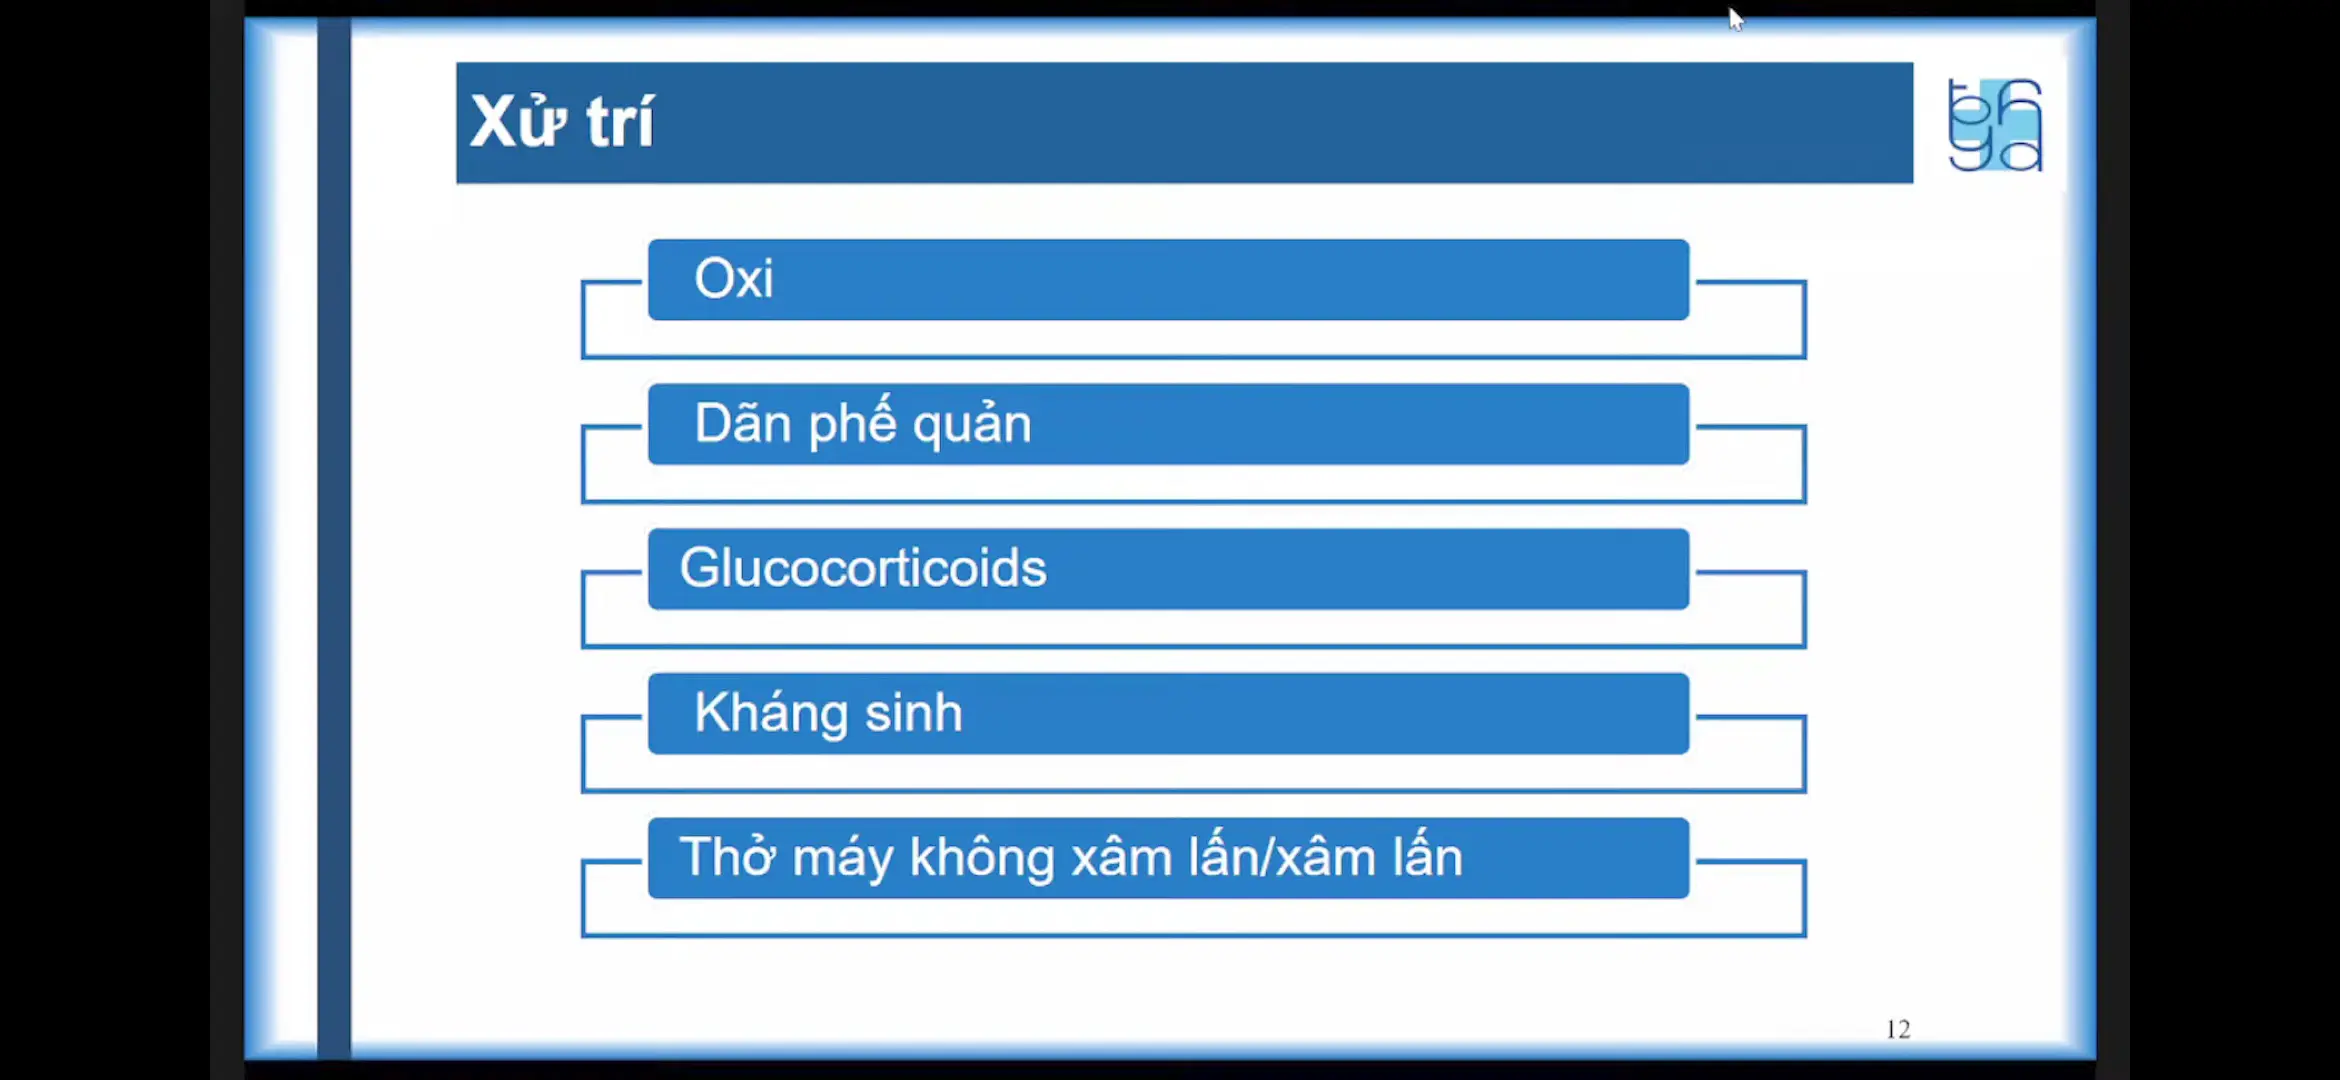 Xử trí
Oxi
Dãn phế quản
Glucocorticoids
Kháng sinh
Thở máy không xâm lấn/xâm lấn
12